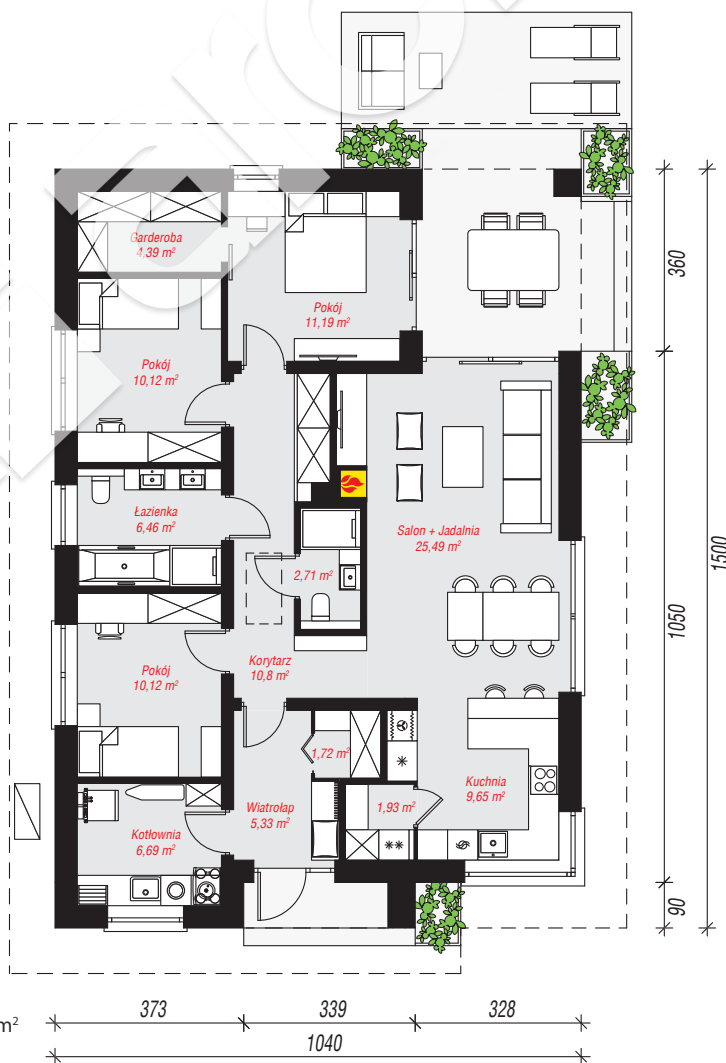 Garderoba
4,39 m²
Pokój
11,19 m²
Pokój
10,12 m²
Łazienka
6,46 m²
Salon + Jadalnia
25,49 m²
2,71 m²
Korytarz
10,8 m²
Pokój
10,12 m²
1,72 m²
Wiatrołap
5,33 m²
1,93 m²
Kuchnia
9,65 m²
Kotłownia
6,69 m²
360
1050
1500
90
m²
373
339
328
1040